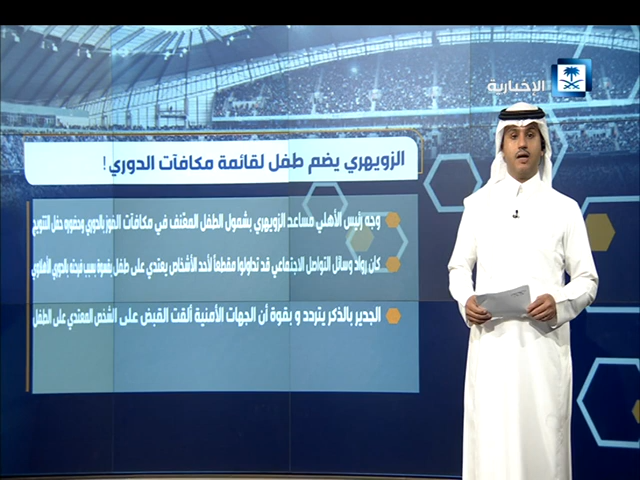 الإخبارية
الزويهري يضم طفل لقائمة مكافآت الدوري !
وجه رئيس الأهلي مساعد الزويهري بشمول الطفل المعّنف في مكافآت الفوز بالدوري وحضوره حفل التتويج
كان رواد وسائل التواصل الاجتماعي قد تداولوا مقطعاً لأحد الأشخاص يعتدي على طفل بقسوة بسبب فرحته بالدوري الأهلاوي
الجدير بالذكر يتردد و بقوة أن الجهات الأمنية ألقت القبض على الشخص المعتدي على الطفل